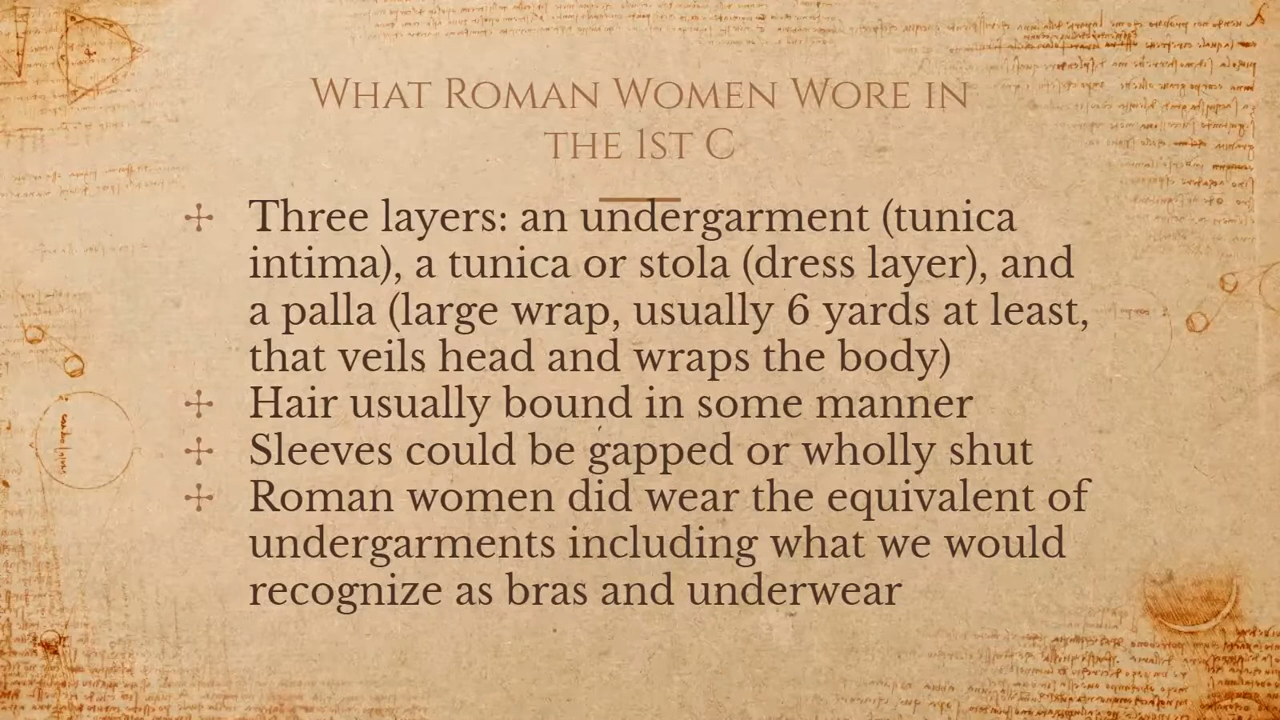 What Roman Women Wore in
the 1st C
Three layers: an undergarment (tunica
intima), a tunica or stola (dress layer), and
a palla (large wrap, usually 6 yards at least,
that veils head and wraps the body)
Hair usually bound in some manner
Sleeves could be gapped or wholly shut
Roman women did wear the equivalent of
undergarments including what we would
recognize as bras and underwear